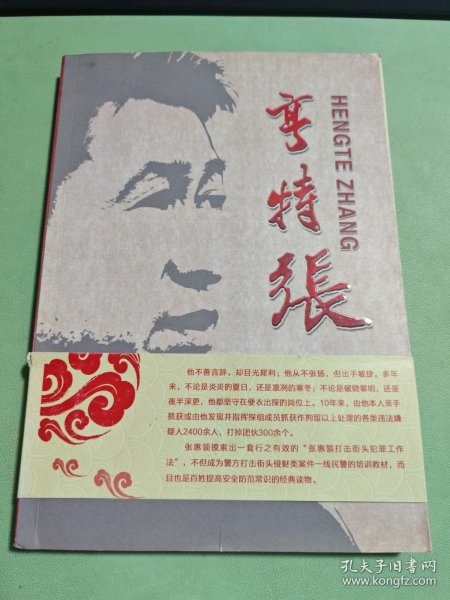 亨特張
HENGTE ZHANG
他不善言辞，却目光犀利；他从不张扬，但出手敏捷。多年
来，不论是炎炎的夏日，还是凛冽的寒冬；不论是破晓黎明，还是
夜半深更，他都坚守在便衣出探的岗位上。10年来，由他本人亲手
抓获或由他发现并指挥探组成员抓获作拘留以上处理的各类违法嫌
疑人2400余人，打掉团伙300余个。
张惠领摸索出一套行之有效的“张惠领打击街头犯罪工作
法”，不但成为警方打击街头侵财类案件一线民警的培训教材，而
且也是百姓提高安全防范常识的经典读物。
孔夫子旧书网
www.kongfz.com